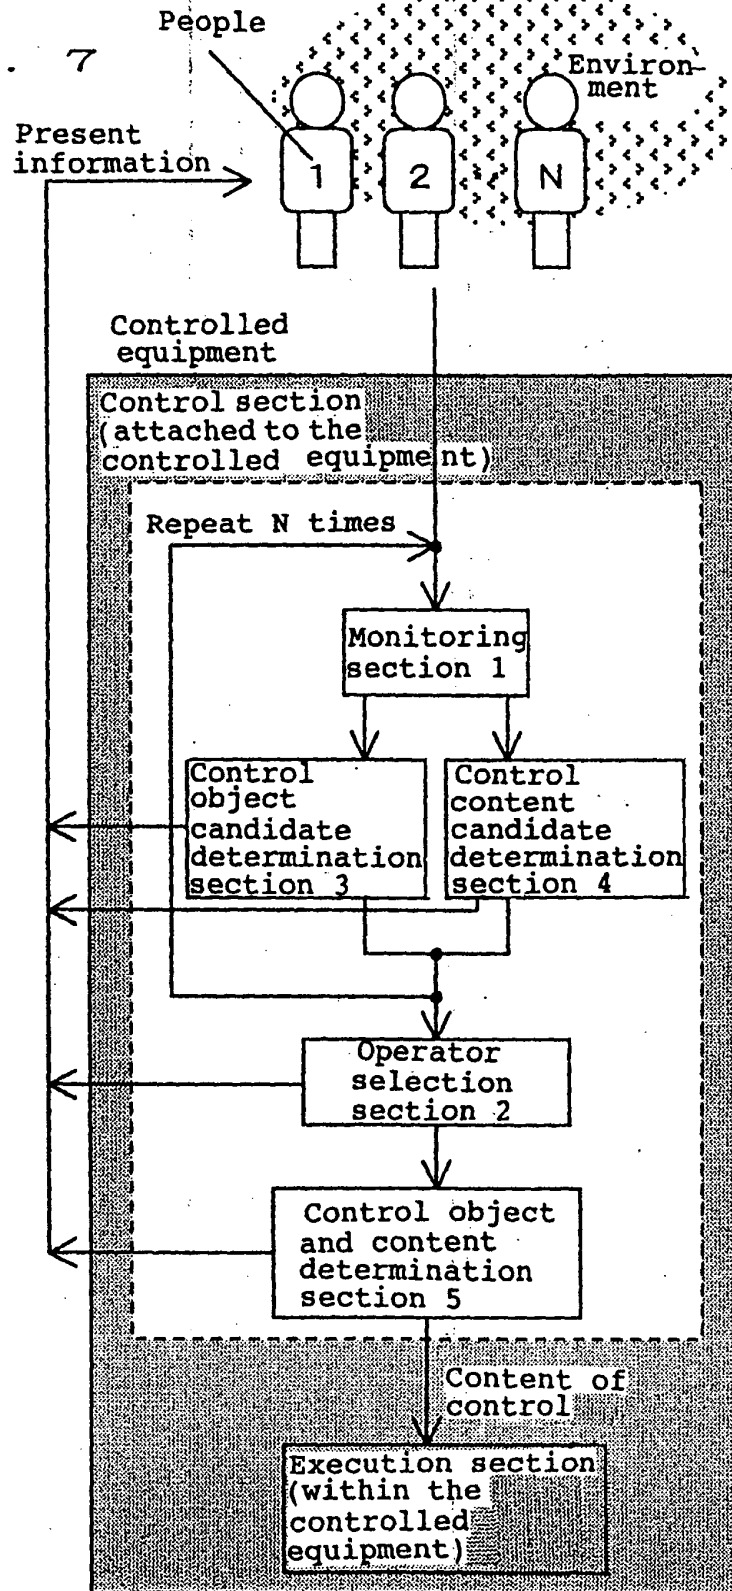 People
. 7
Environ-
ment
Present
information
1
2
N
Controlled
equipment
Control section
(attached to the
controlled equipment)
Repeat N times
Monitoring
section 1
Control
object
candidate
determination
section 3
Control
content
candidate
determination
section 4
Operator
selection
section 2
Control object
and content
determination
section 5
Content of
control
Execution section
(within the
controlled
equipment)